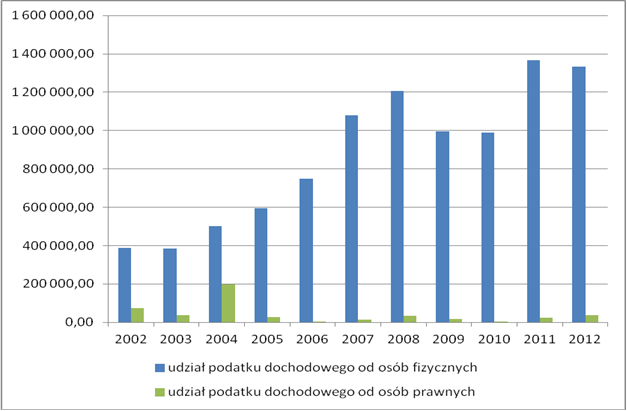 1 600 000,00
1 400 000,00
1 200 000,00
1 000 000,00
800 000,00
600 000,00
400 000,00
200 000,00
0,00
2002 2003 2004 2005 2006 2007 2008 2009 2010 2011 2012
udział podatku dochodowego od osób fizycznych
udział podatku dochodowego od osób prawnych